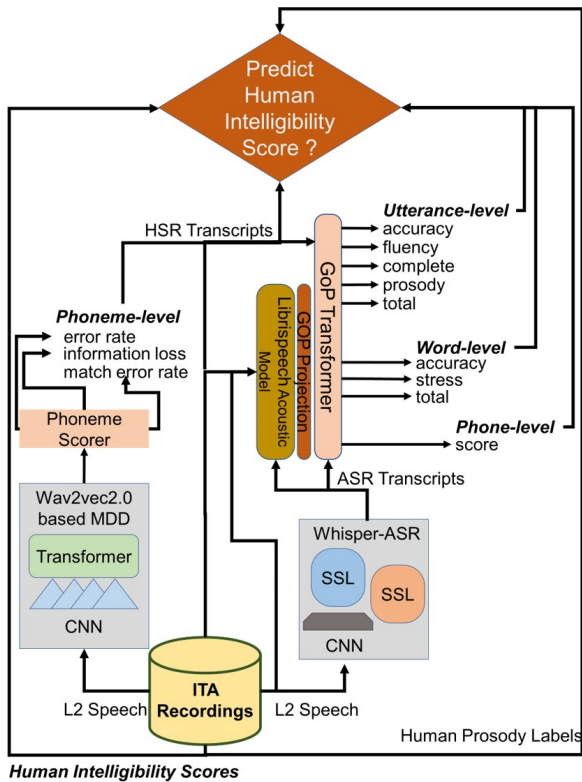 Predict
Human
Intelligibility
Score ?
Utterance-level
accuracy
fluency
complete
prosody
total
HSR Transcripts
GoP Transformer
GOP Projection
Librispeech Acoustic
Model
Phoneme-level
error rate
information loss
match error rate
Word-level
accuracy
stress
total
Phone-level
score
Phoneme
Scorer
ASR Transcripts
Wav2vec2.0
based MDD
Transformer
CNN
Whisper-ASR
SSL
SSL
CNN
ITA
Recordings
L2 Speech
L2 Speech
Human Prosody Labels
Human Intelligibility Scores